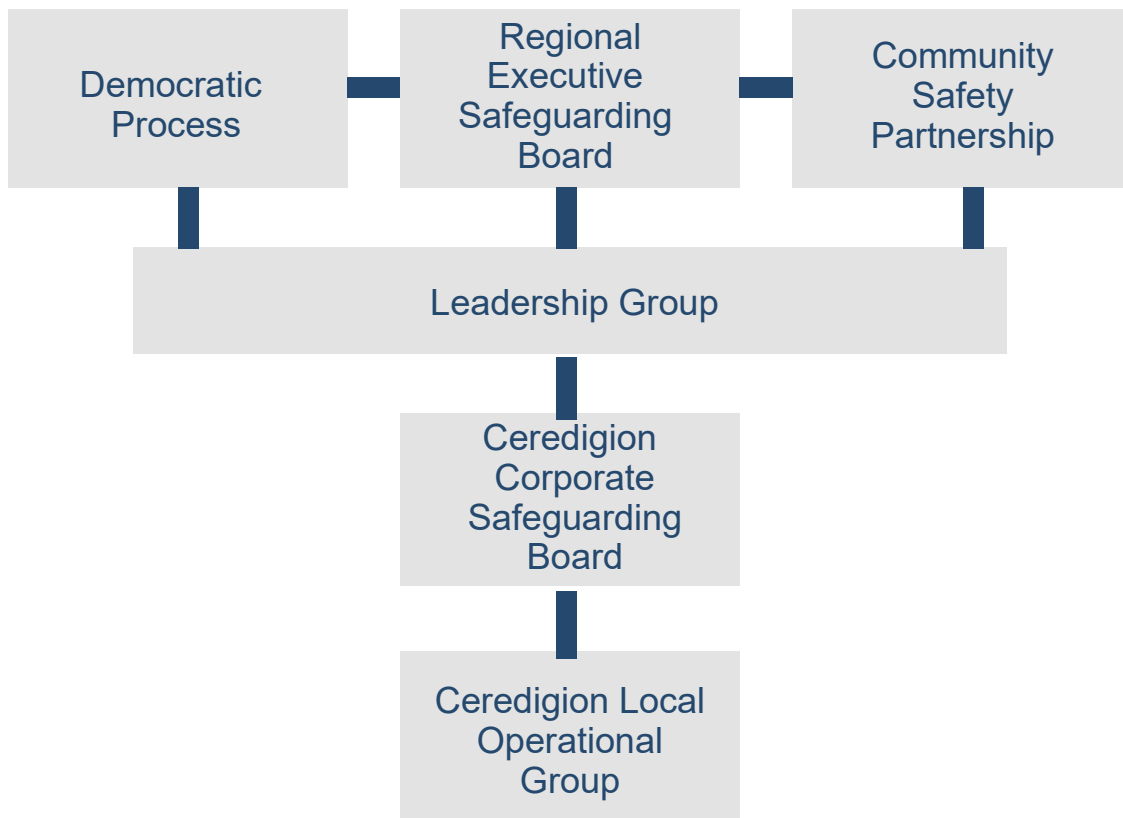 Democratic
Process
Regional
Executive
Safeguarding
Board
Community
Safety
Partnership
Leadership Group
Ceredigion
Corporate
Safeguarding
Board
Ceredigion Local
Operational
Group